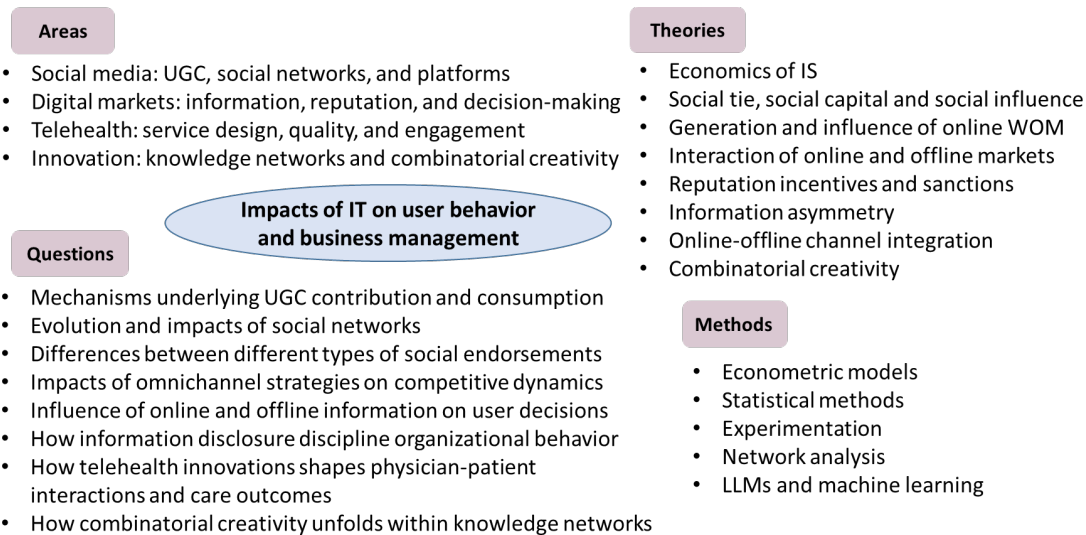 Areas
• Social media: UGC, social networks, and platforms
• Digital markets: information, reputation, and decision-making
• Telehealth: service design, quality, and engagement
• Innovation: knowledge networks and combinatorial creativity
Impacts of IT on user behavior
and business management
Questions
• Mechanisms underlying UGC contribution and consumption
• Evolution and impacts of social networks
• Differences between different types of social endorsements
• Impacts of omnichannel strategies on competitive dynamics
• Influence of online and offline information on user decisions
• How information disclosure discipline organizational behavior
• How telehealth innovations shapes physician-patient
interactions and care outcomes
• How combinatorial creativity unfolds within knowledge networks
Theories
• Economics of IS
• Social tie, social capital and social influence
• Generation and influence of online WOM
• Interaction of online and offline markets
• Reputation incentives and sanctions
• Information asymmetry
• Online-offline channel integration
• Combinatorial creativity
Methods
• Econometric models
• Statistical methods
• Experimentation
• Network analysis
• LLMs and machine learning